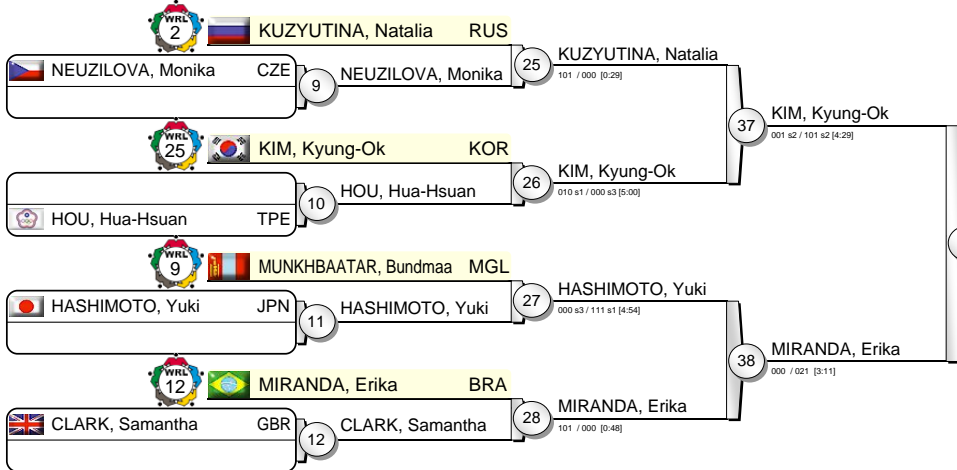 WRL
2
KUZYUTINA, Natalia RUS
NEUZILOVA, Monika CZE
9
NEUZILOVA, Monika
25
KUZYUTINA, Natalia
101 / 000 [0:29]
WRL
25
KIM, Kyung-Ok KOR
HOU, Hua-Hsuan TPE
10
HOU, Hua-Hsuan
26
KIM, Kyung-Ok
010 s1 / 000 s3 [5:00]
37
KIM, Kyung-Ok
001 s2 / 101 s2 [4:29]
WRL
9
MUNKHBAATAR, Bundmaa MGL
HASHIMOTO, Yuki JPN
11
HASHIMOTO, Yuki
27
HASHIMOTO, Yuki
000 s3 / 111 s1 [4:54]
WRL
12
MIRANDA, Erika BRA
CLARK, Samantha GBR
12
CLARK, Samantha
28
MIRANDA, Erika
101 / 000 [0:48]
38
MIRANDA, Erika
000 / 021 [3:11]